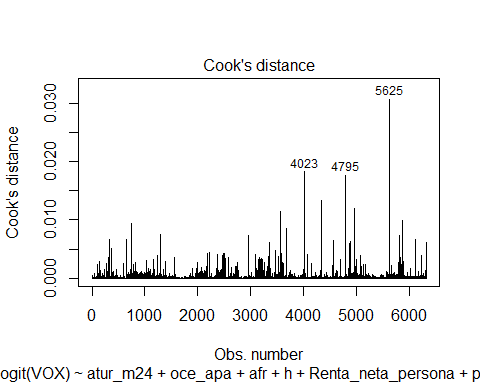 Cook's distance
Cook's distance
0.000 0.010 0.020 0.030
5625
4023
4795
0 1000 2000 3000 4000 5000 6000
Obs. number
ogit(VOX) ~ atur_m24 + oce_apa + afr + h + Renta_neta_persona + p